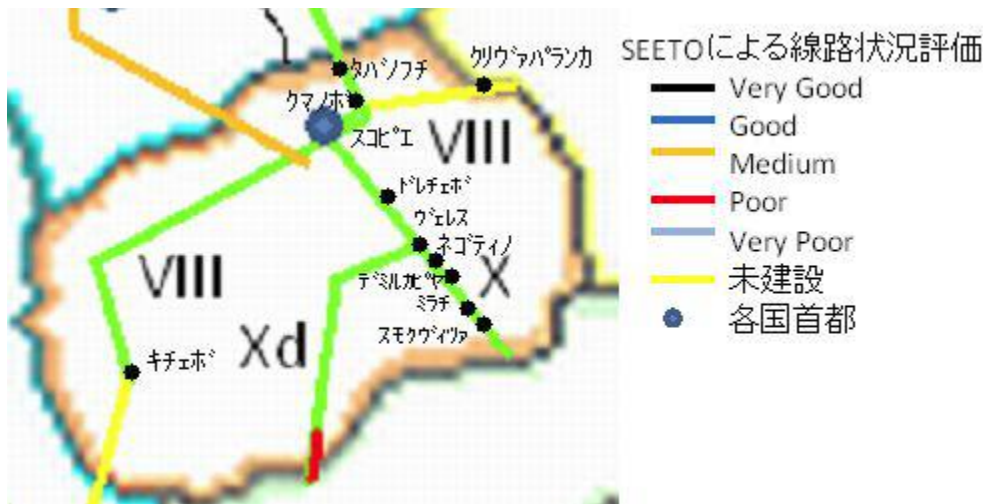 ﾀﾊﾞﾉﾌﾁ
ｸﾘｳﾞｧﾊﾟﾗﾝｶ
ｸﾏﾉﾎﾞ
ｽｺﾋﾟｴ
VIII
ﾄﾞﾚﾁｪﾎﾞ
ｳﾞｪﾚｽ
ﾈｺﾞﾃｨﾉ
VIII
ﾃﾞﾐﾙｶﾋﾟﾔ
X
ﾐﾗﾁ
ｽﾓｸｳﾞｨﾂｧ
Xd
ｷﾁｪﾎﾞ
SEETOによる線路状況評価
Very Good
Good
Medium
Poor
Very Poor
未建設
各国首都